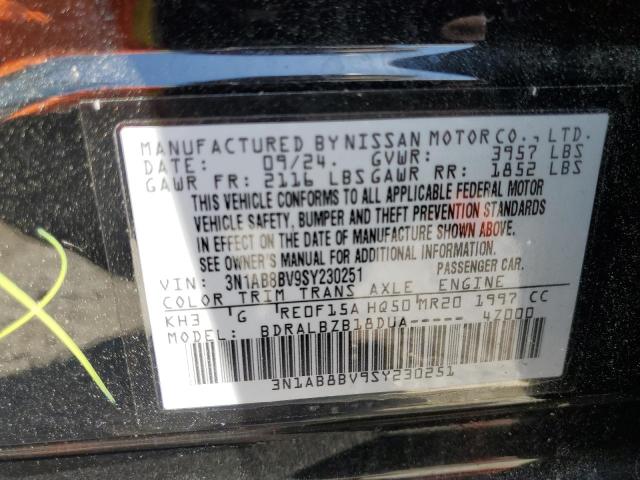 MANUFACTURED BY NISSAN MOTOR CO., LTD.
DATE: 09/24. GVWR: 3957 LBS
GAWR FR: 2116 LBS GAWR RR: 1852 LBS
THIS VEHICLE CONFORMS TO ALL APPLICABLE FEDERAL MOTOR
VEHICLE SAFETY, BUMPER AND THEFT PREVENTION STANDARDS
IN EFFECT ON THE DATE OF MANUFACTURE SHOWN ABOVE.
SEE OWNER'S MANUAL FOR ADDITIONAL INFORMATION.
VIN: 3N1AB8BV9SY230251 PASSENGER CAR.
COLOR TRIM TRANS AXLE ENGINE
KH3 G RE0F15A HQ50 MR20 1997 CC
MODEL: BDRALBZB18DUA----- 4Z000
3N1AB8BV9SY230251